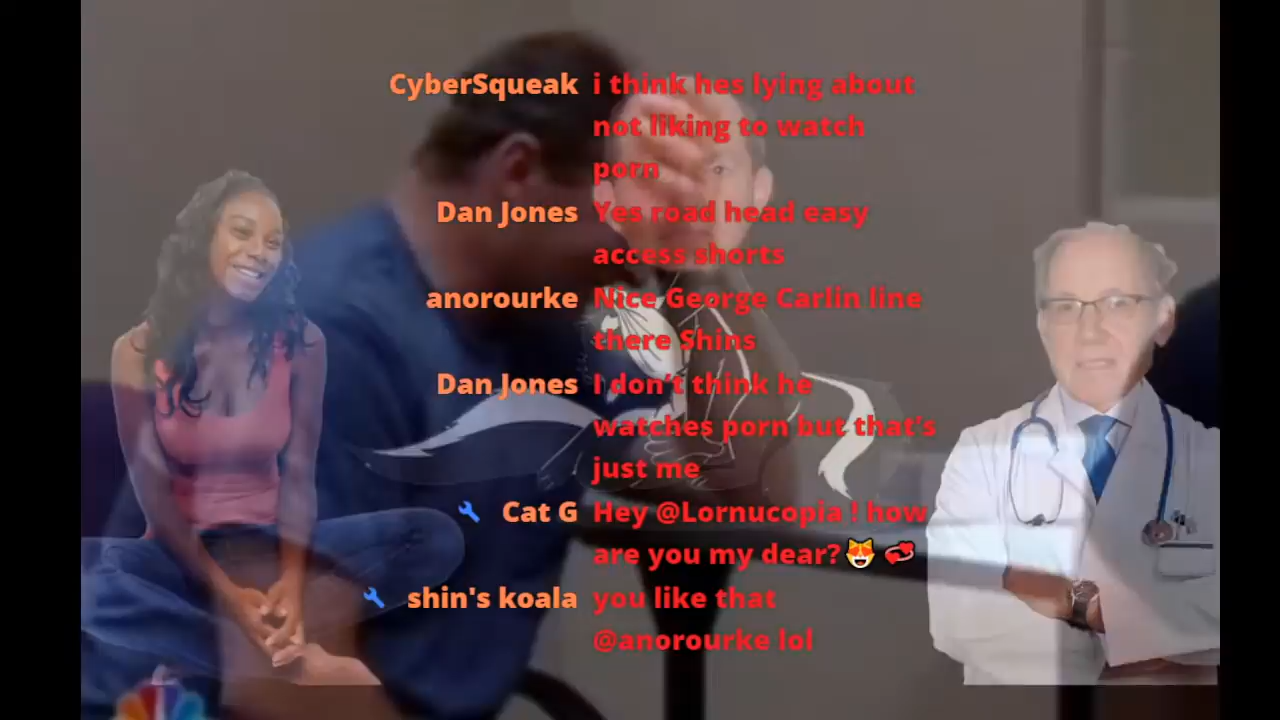 CyberSqueak i think hes lying about
not liking to watch
porn
Dan Jones Yes road head easy
access shorts
anorourke Nice George Carlin line
there Shins
Dan Jones I don't think he
watches porn but that's
just me
Cat G Hey @Lornucopia ! how
are you my dear?😻 💞
shin's koala you like that
@anorourke lol